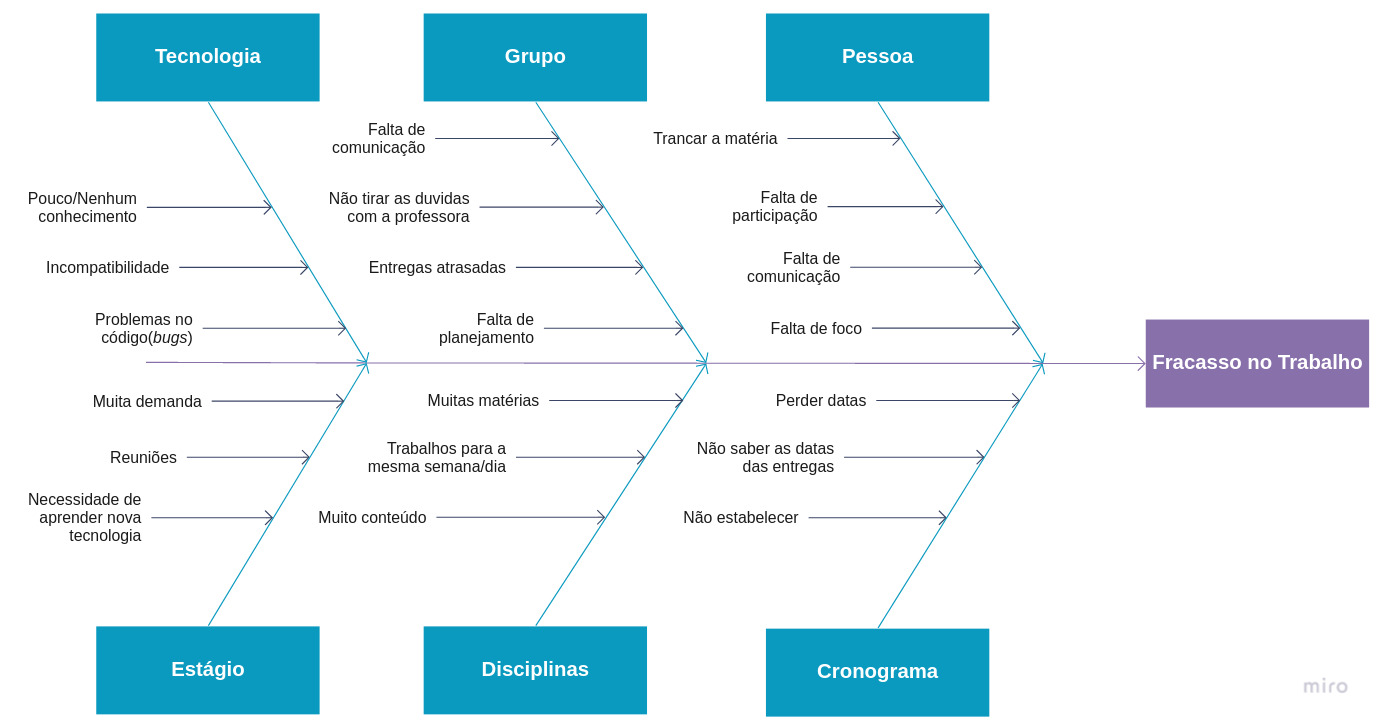 Tecnologia
Grupo
Pessoa
Falta de
comunicação
Trancar a matéria
Pouco/Nenhum
conhecimento
Não tirar as duvidas
com a professora
Falta de
participação
Incompatibilidade
Entregas atrasadas
Falta de
comunicação
Problemas no
código(bugs)
Falta de
planejamento
Falta de foco
Fracasso no Trabalho
Muita demanda
Muitas matérias
Perder datas
Reuniões
Trabalhos para a
mesma semana/dia
Não saber as datas
das entregas
Necessidade de
aprender nova
tecnologia
Muito conteúdo
Não estabelecer
Estágio
Disciplinas
Cronograma
miro